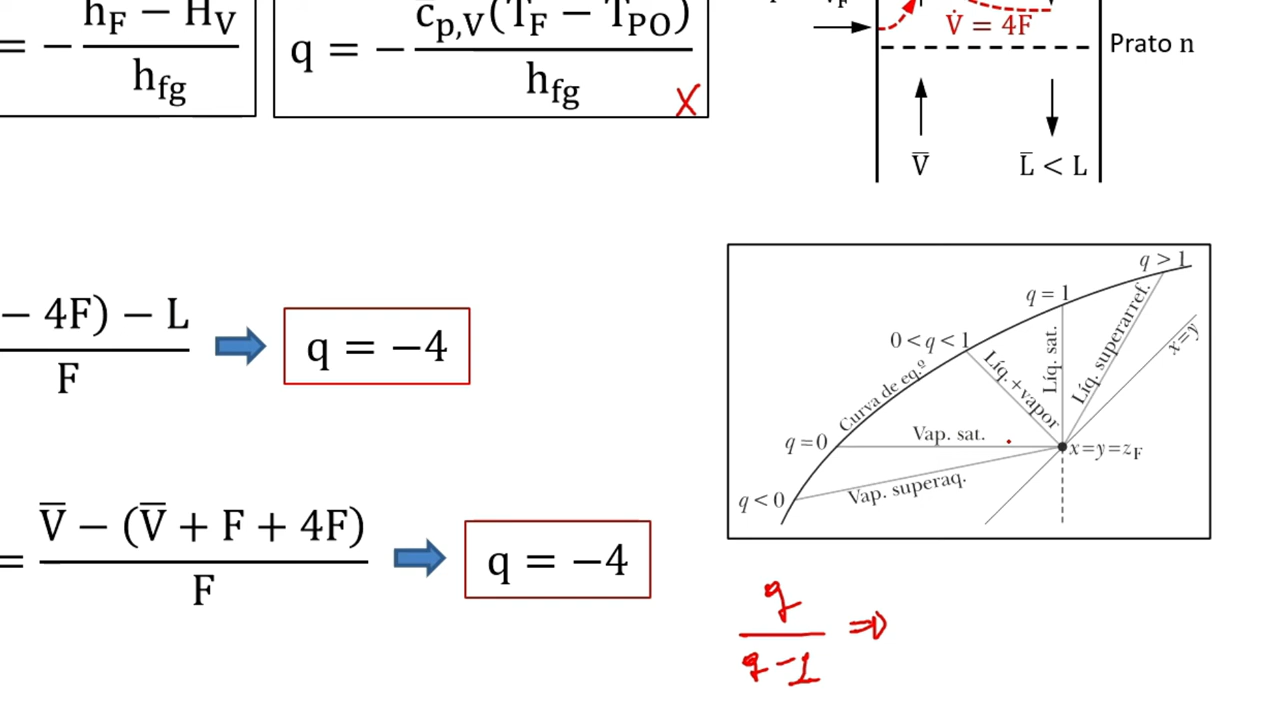 = − (h_F − H_V) / h_fg
q = − c̄_p,V(T_F − T_PO) / h_fg
X
V̇ = 4F
Prato n
V̅
L̅ < L
− 4F) − L
F
q = −4
= (V̅ − (V̅ + F + 4F)) / F
q = −4
q > 1
q = 1
0 < q < 1
q = 0
q < 0
Curva de eq.º
Líq. + vapor
Líq. sat.
Líq. superarref.
x = y
Vap. sat.
x = y = z_F
Vap. superaq.
q / (q − 1) ⇒